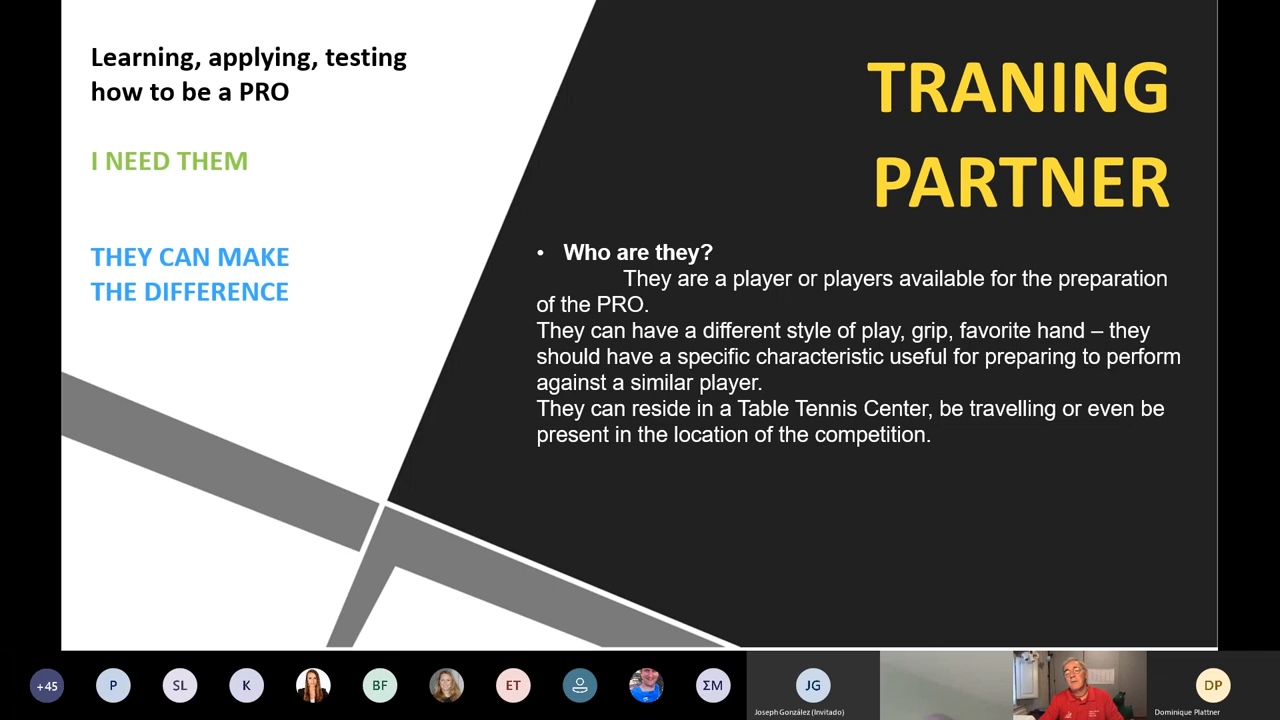 Learning, applying, testing
how to be a PRO
I NEED THEM
THEY CAN MAKE
THE DIFFERENCE
TRANING
PARTNER
• Who are they?
They are a player or players available for the preparation
of the PRO.
They can have a different style of play, grip, favorite hand – they
should have a specific characteristic useful for preparing to perform
against a similar player.
They can reside in a Table Tennis Center, be travelling or even be
present in the location of the competition.
+45
P
SL
K
BF
ET
ΣM
JG
Joseph González (Invitado)
DP
Dominique Plattner